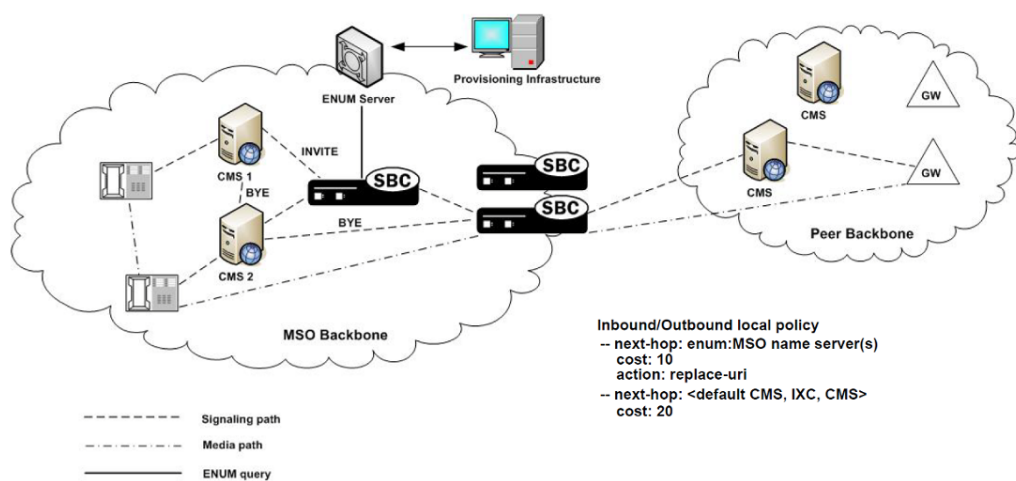 Provisioning Infrastructure
ENUM Server
CMS
GW
INVITE
CMS 1
SBC
SBC
BYE
CMS
GW
SBC
BYE
CMS 2
Peer Backbone
MSO Backbone
Inbound/Outbound local policy
-- next-hop: enum:MSO name server(s)
cost: 10
action: replace-uri
-- next-hop: <default CMS, IXC, CMS>
cost: 20
Signaling path
Media path
ENUM query